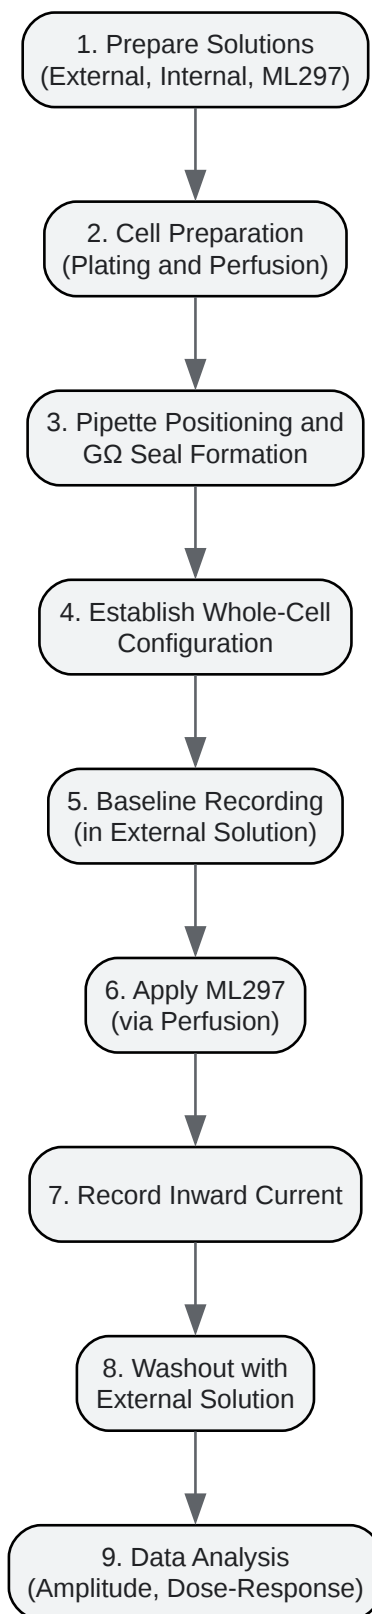 1. Prepare Solutions
(External, Internal, ML297)
2. Cell Preparation
(Plating and Perfusion)
3. Pipette Positioning and
GΩ Seal Formation
4. Establish Whole-Cell
Configuration
5. Baseline Recording
(in External Solution)
6. Apply ML297
(via Perfusion)
7. Record Inward Current
8. Washout with
External Solution
9. Data Analysis
(Amplitude, Dose-Response)